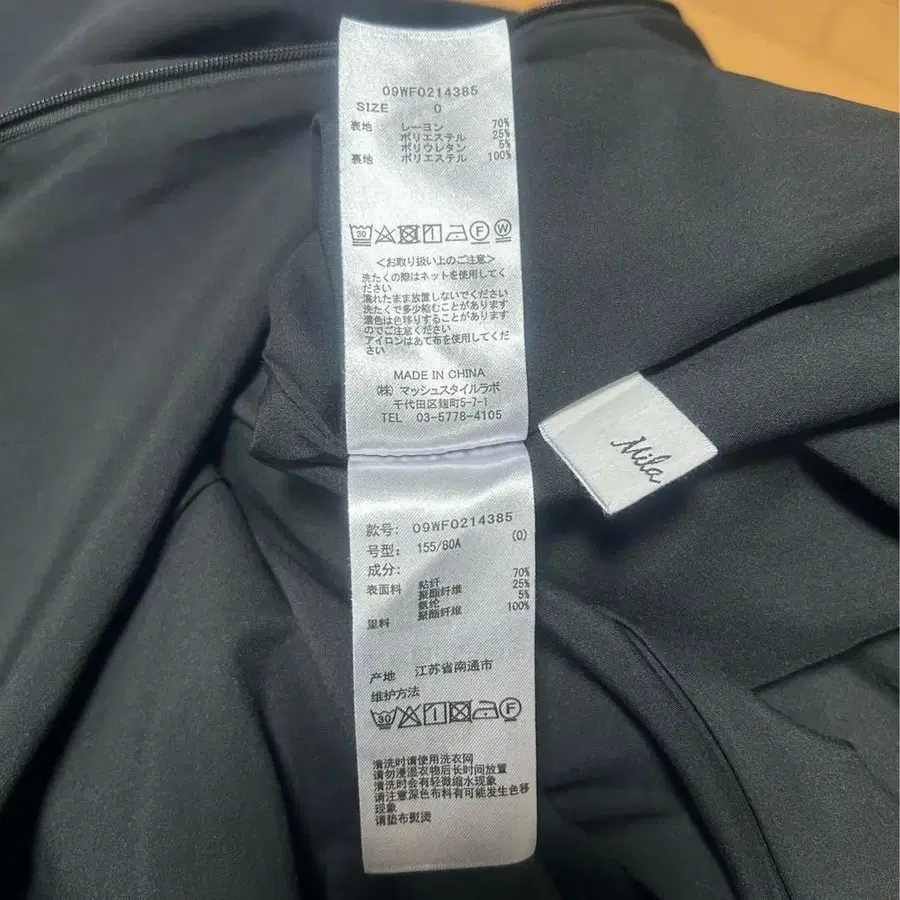 09WFO214385
SIZE 0
表地 レーヨン 70%
ポリエステル 25%
ポリウレタン 5%
裏地 ポリエステル 100%
30 F W
<お取り扱い上のご注意>
洗たくの際はネットを使用してく
ださい
濡れたまま放置しないでください
洗たくで多少縮むことがあります
濃色は色移りすることがあります
のでご注意ください
アイロンはあて布を使用してくだ
さい
MADE IN CHINA
(株) マッシュスタイルラボ
千代田区麹町5-7-1
TEL 03-5778-4105
Mila
款号: 09WFO214385
号型: 155/80A (0)
成分:
表面料 粘纤 70%
聚酯纤维 25%
氨纶 5%
里料 聚酯纤维 100%
产地 江苏省南通市
维护方法
30 F
清洗时请使用洗衣网
请勿浸湿衣物后长时间放置
清洗时会有轻微缩水现象
请注意深色布料有可能发生色移
现象
请垫布熨烫